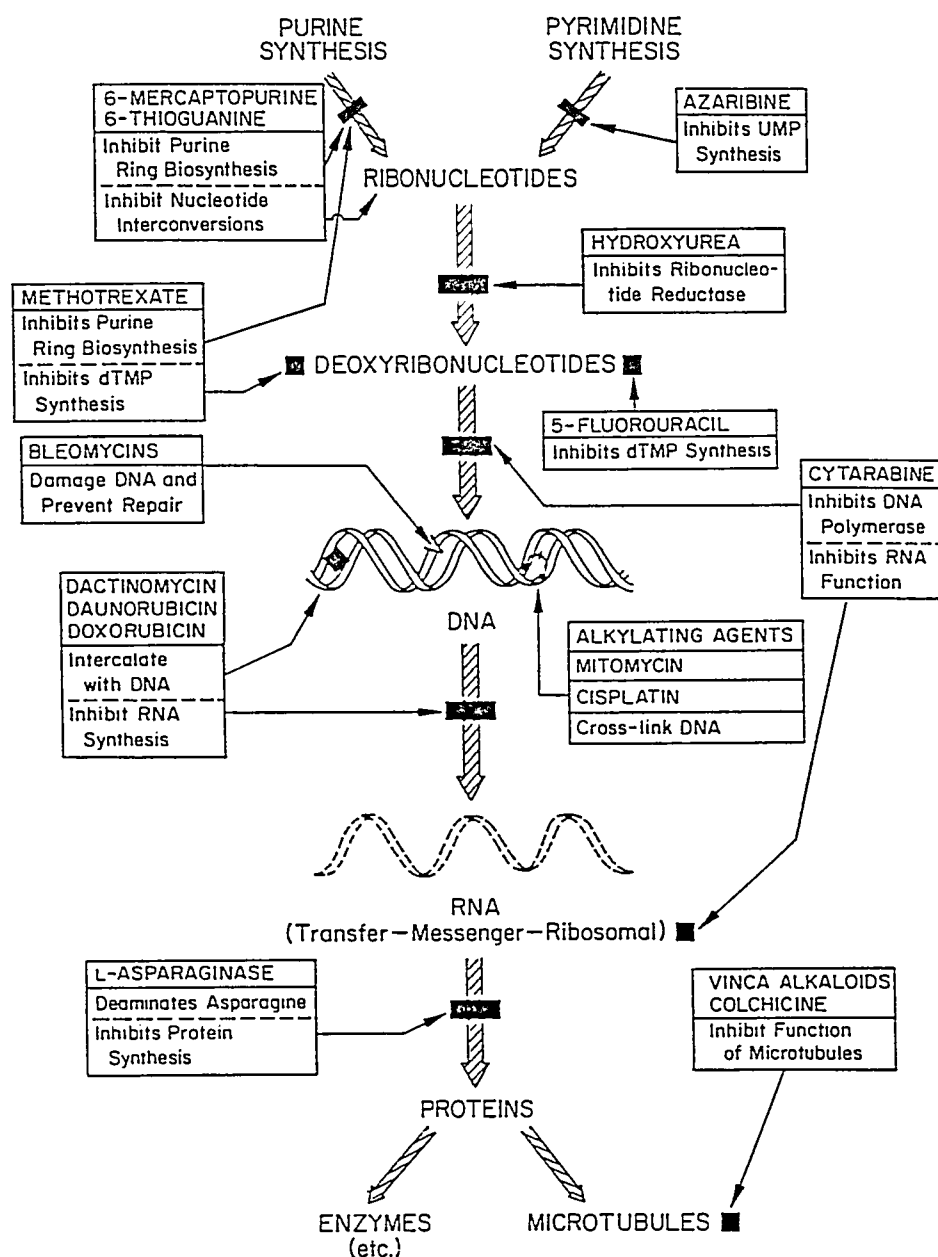 PURINE
SYNTHESIS
PYRIMIDINE
SYNTHESIS
6-MERCAPTOPURINE
6-THIOGUANINE
Inhibit Purine
Ring Biosynthesis
Inhibit Nucleotide
Interconversions
AZARIBINE
Inhibits UMP
Synthesis
RIBONUCLEOTIDES
HYDROXYUREA
Inhibits Ribonucleo-
tide Reductase
METHOTREXATE
Inhibits Purine
Ring Biosynthesis
Inhibits dTMP
Synthesis
DEOXYRIBONUCLEOTIDES
5-FLUOROURACIL
Inhibits dTMP Synthesis
BLEOMYCINS
Damage DNA and
Prevent Repair
CYTARABINE
Inhibits DNA
Polymerase
Inhibits RNA
Function
DACTINOMYCIN
DAUNORUBICIN
DOXORUBICIN
Intercalate
with DNA
Inhibit RNA
Synthesis
DNA
ALKYLATING AGENTS
MITOMYCIN
CISPLATIN
Cross-link DNA
RNA
(Transfer-Messenger-Ribosomal)
L-ASPARAGINASE
Deaminates Asparagine
Inhibits Protein
Synthesis
VINCA ALKALOIDS
COLCHICINE
Inhibit Function
of Microtubules
PROTEINS
ENZYMES
(etc.)
MICROTUBULES